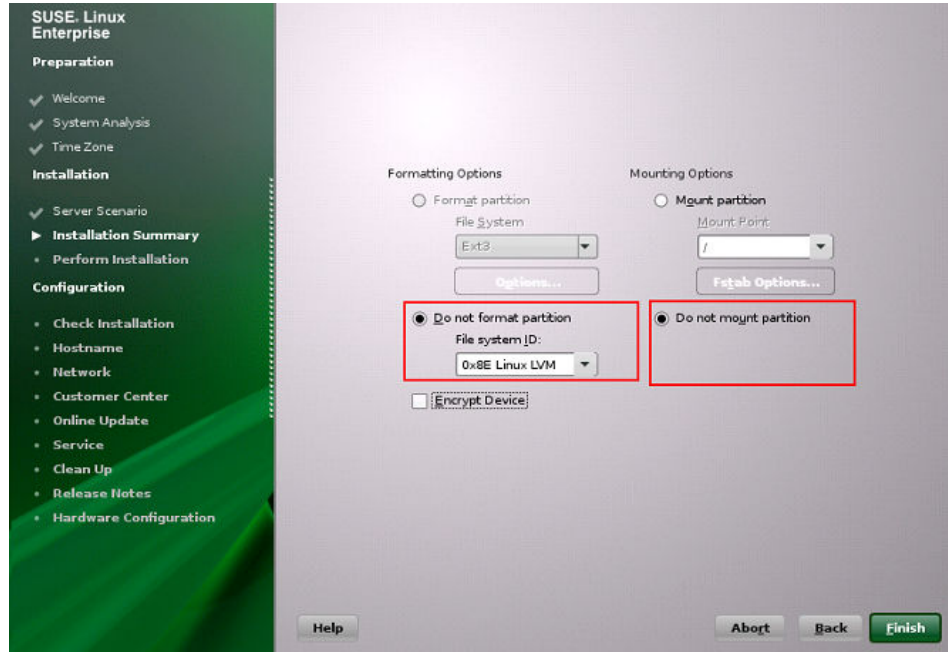 SUSE. Linux
Enterprise
Preparation
Welcome
System Analysis
Time Zone
Installation
Server Scenario
Installation Summary
Perform Installation
Configuration
Check Installation
Hostname
Network
Customer Center
Online Update
Service
Clean Up
Release Notes
Hardware Configuration
Formatting Options
Format partition
File System
Ext3
Options...
Do not format partition
File system ID:
0x8E Linux LVM
Encrypt Device
Mounting Options
Mount partition
Mount Point
/
Fstab Options...
Do not mount partition
Help
Abort
Back
Finish